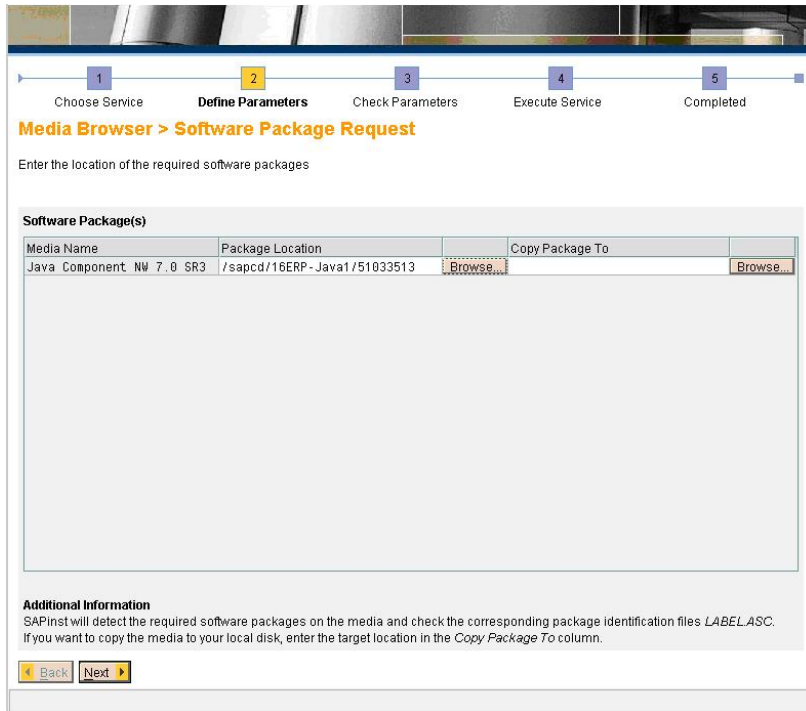 1 2 3 4 5
Choose Service Define Parameters Check Parameters Execute Service Completed
Media Browser > Software Package Request
Enter the location of the required software packages
Software Package(s)
Media Name Package Location Copy Package To
Java Component NW 7.0 SR3 /sapcd/16ERP-Java1/51033513 Browse... Browse...
Additional Information
SAPinst will detect the required software packages on the media and check the corresponding package identification files LABEL.ASC.
If you want to copy the media to your local disk, enter the target location in the Copy Package To column.
Back Next